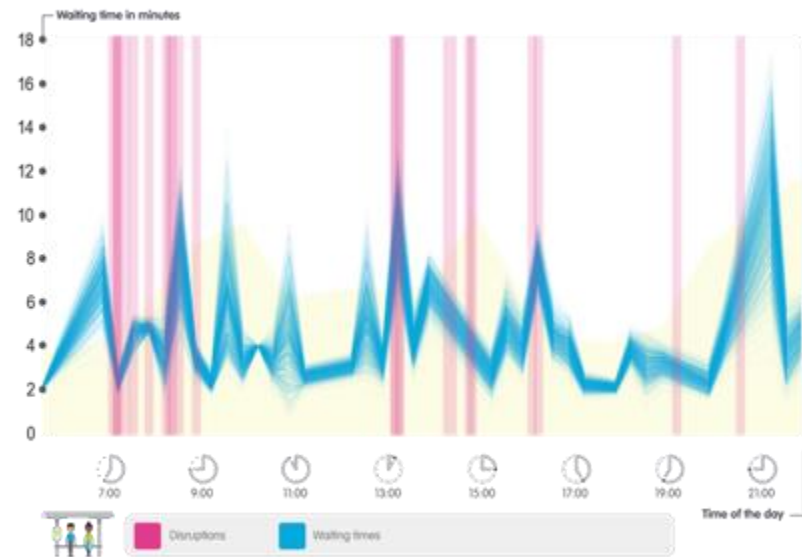 Waiting time in minutes
18
16
14
12
10
8
6
4
2
0
7:00 9:00 11:00 13:00 15:00 17:00 19:00 21:00
Time of the day
Disruptions Waiting times